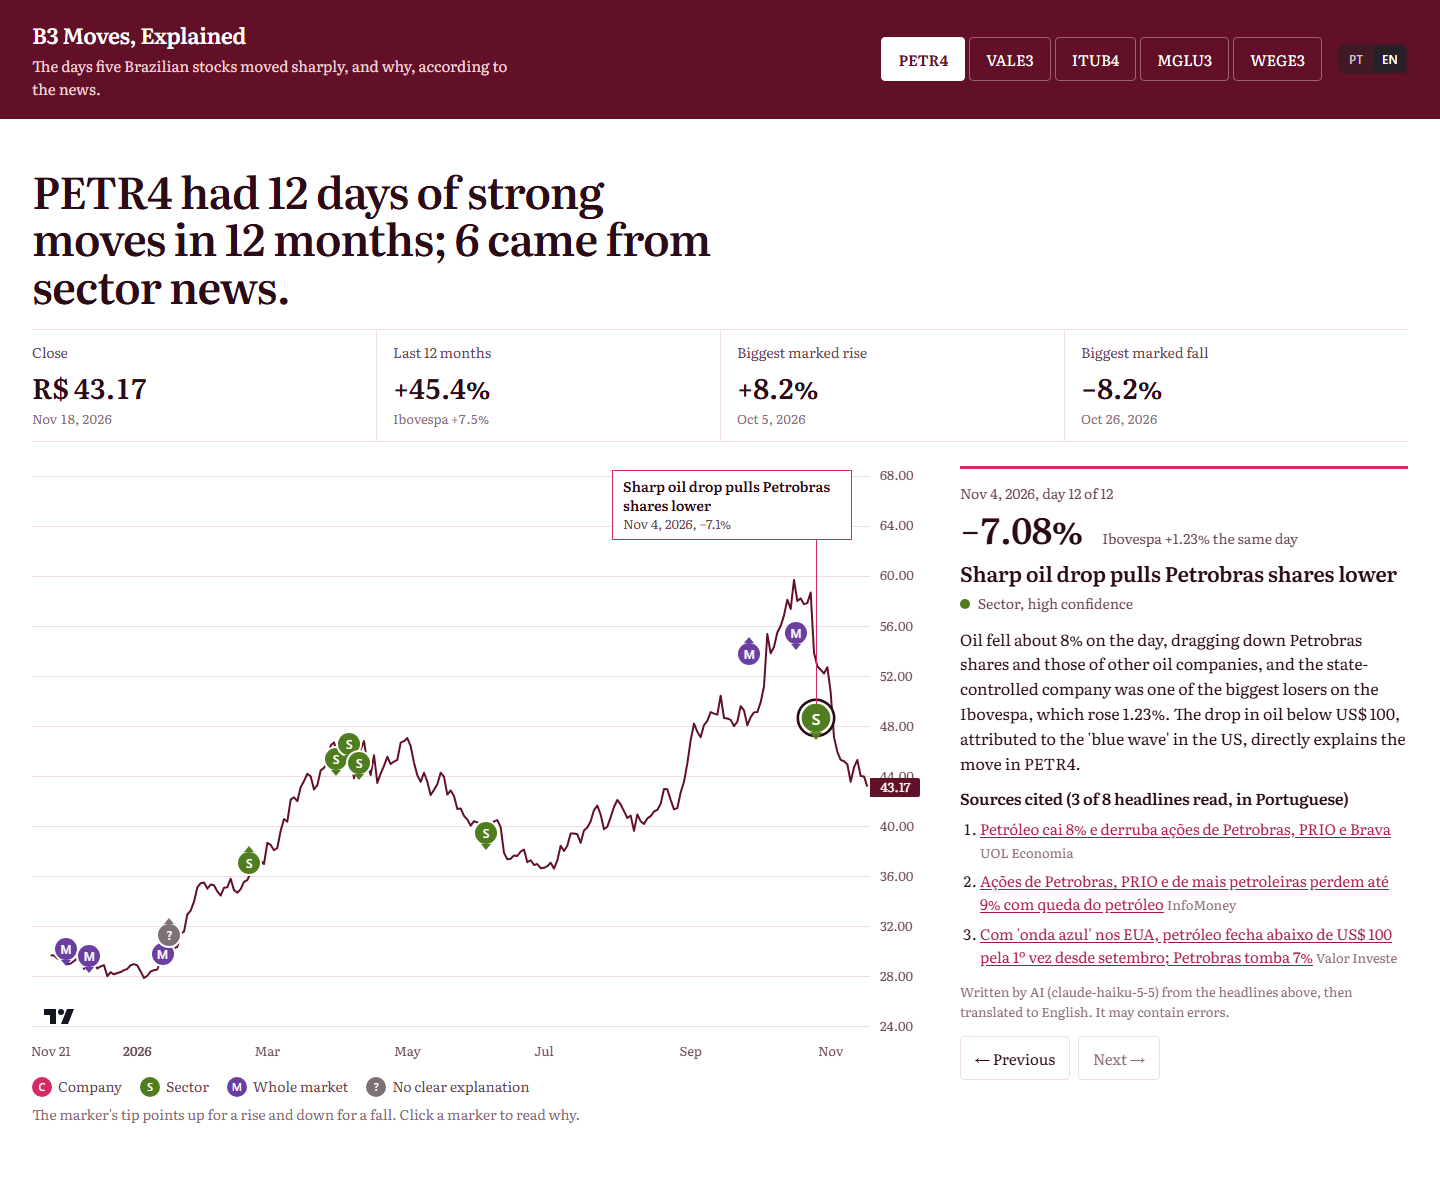 B3 Moves, Explained
The days five Brazilian stocks moved sharply, and why, according to
the news.
PETR4
VALE3
ITUB4
MGLU3
WEGE3
PT
EN
PETR4 had 12 days of strong
moves in 12 months; 6 came from
sector news.
Close
R$ 43.17
Nov 18, 2026
Last 12 months
+45.4%
Ibovespa +7.5%
Biggest marked rise
+8.2%
Oct 5, 2026
Biggest marked fall
−8.2%
Oct 26, 2026
Sharp oil drop pulls Petrobras
shares lower
Nov 4, 2026, −7.1%
68.00
64.00
60.00
56.00
52.00
48.00
44.00
43.17
40.00
36.00
32.00
28.00
24.00
M
M
M
?
S
S
S
S
S
M
M
S
Nov 21
2026
Mar
May
Jul
Sep
Nov
C Company
S Sector
M Whole market
? No clear explanation
The marker's tip points up for a rise and down for a fall. Click a marker to read why.
Nov 4, 2026, day 12 of 12
−7.08% Ibovespa +1.23% the same day
Sharp oil drop pulls Petrobras shares lower
Sector, high confidence
Oil fell about 8% on the day, dragging down Petrobras
shares and those of other oil companies, and the state-
controlled company was one of the biggest losers on the
Ibovespa, which rose 1.23%. The drop in oil below US$ 100,
attributed to the 'blue wave' in the US, directly explains the
move in PETR4.
Sources cited (3 of 8 headlines read, in Portuguese)
1. Petróleo cai 8% e derruba ações de Petrobras, PRIO e Brava
UOL Economia
2. Ações de Petrobras, PRIO e de mais petroleiras perdem até
9% com queda do petróleo InfoMoney
3. Com 'onda azul' nos EUA, petróleo fecha abaixo de US$ 100
pela 1º vez desde setembro; Petrobras tomba 7% Valor Investe
Written by AI (claude-haiku-5-5) from the headlines above, then
translated to English. It may contain errors.
← Previous
Next →